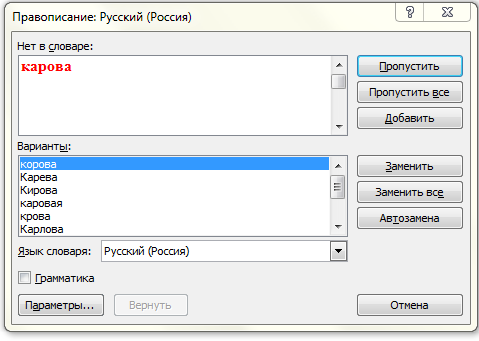 Правописание: Русский (Россия)
Нет в словаре:
карова
Пропустить
Пропустить все
Добавить
Варианты:
корова
Карева
Кирова
каровая
крова
Карлова
Заменить
Заменить все
Автозамена
Язык словаря: Русский (Россия)
Грамматика
Параметры... Вернуть Отмена